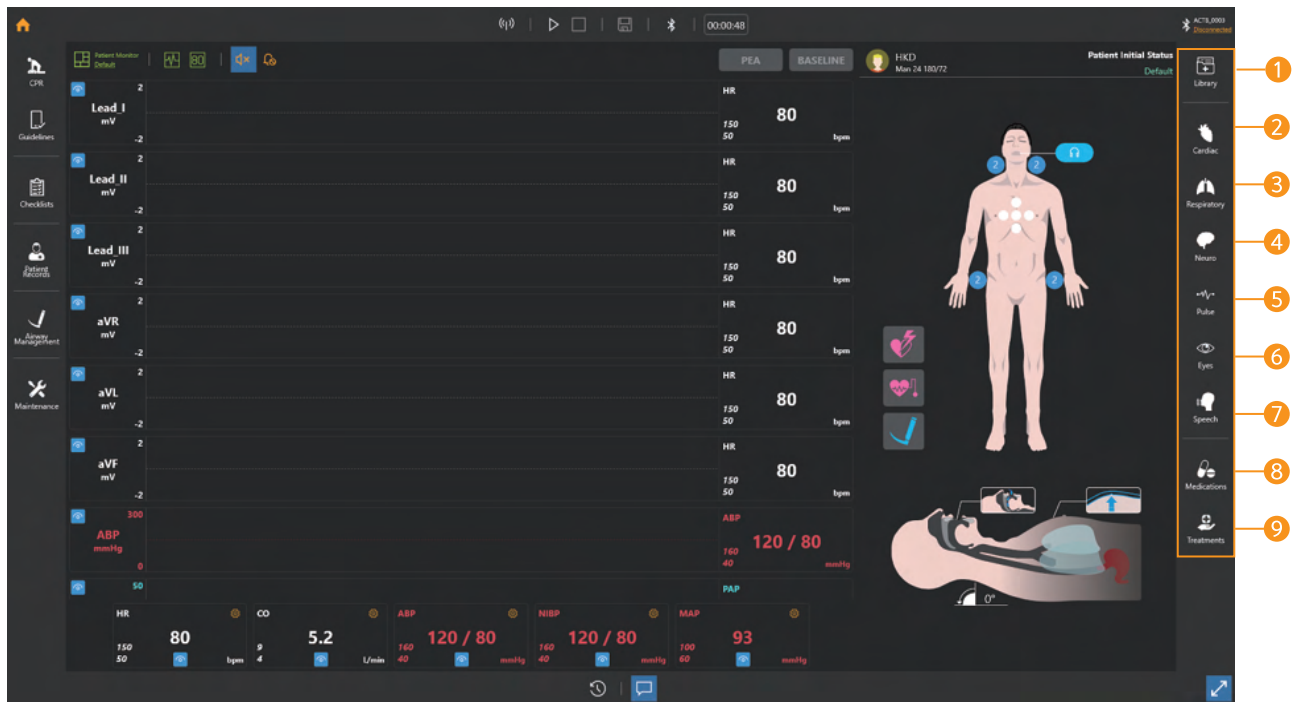 00:00:48
ACTB_0003
Disconnected
CPR
Guidelines
Checklists
Patient
Records
Airway
Management
Maintenance
Patient Monitor
Default
80
PEA
BASELINE
HKD
Man 24 180/72
Patient Initial Status
Default
2
Lead_I
mV
-2
HR
80
150
50
bpm
2
Lead_II
mV
-2
HR
80
150
50
bpm
2
Lead_III
mV
-2
HR
80
150
50
bpm
2
aVR
mV
-2
HR
80
150
50
bpm
2
aVL
mV
-2
HR
80
150
50
bpm
2
aVF
mV
-2
HR
80
150
50
bpm
300
ABP
mmHg
0
ABP
120 / 80
160
40
mmHg
50
PAP
HR
80
150
50
bpm
CO
5.2
9
4
L/min
ABP
120 / 80
160
40
mmHg
NIBP
120 / 80
160
40
mmHg
MAP
93
100
60
mmHg
2
2
2
2
0°
Library
1
Cardiac
2
Respiratory
3
Neuro
4
Pulse
5
Eyes
6
Speech
7
Medications
8
Treatments
9